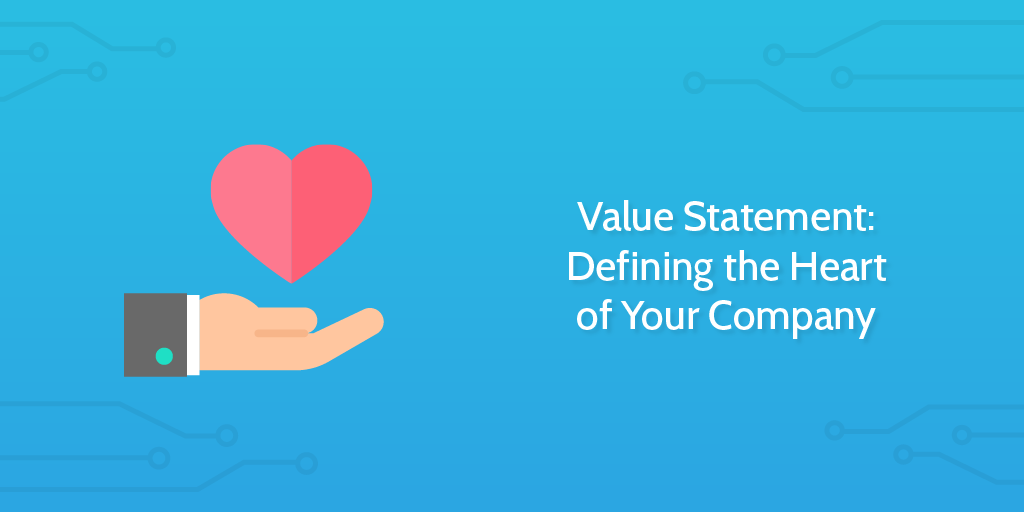 Value Statement:
Defining the Heart
of Your Company